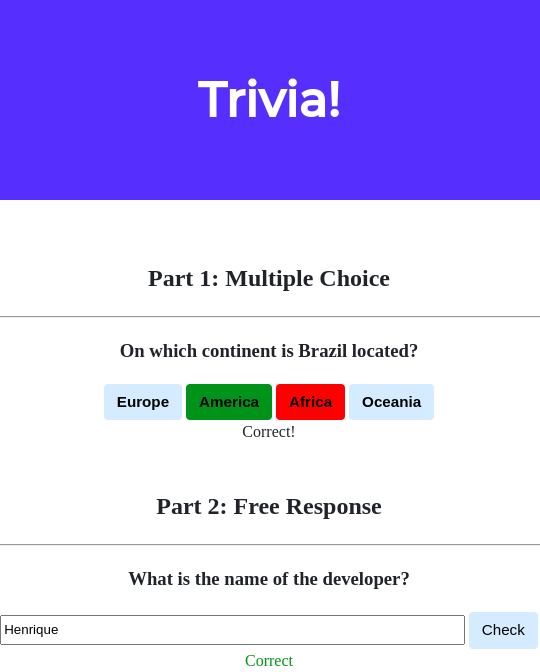 Trivia!
Part 1: Multiple Choice
On which continent is Brazil located?
Europe America Africa Oceania
Correct!
Part 2: Free Response
What is the name of the developer?
Henrique Check
Correct